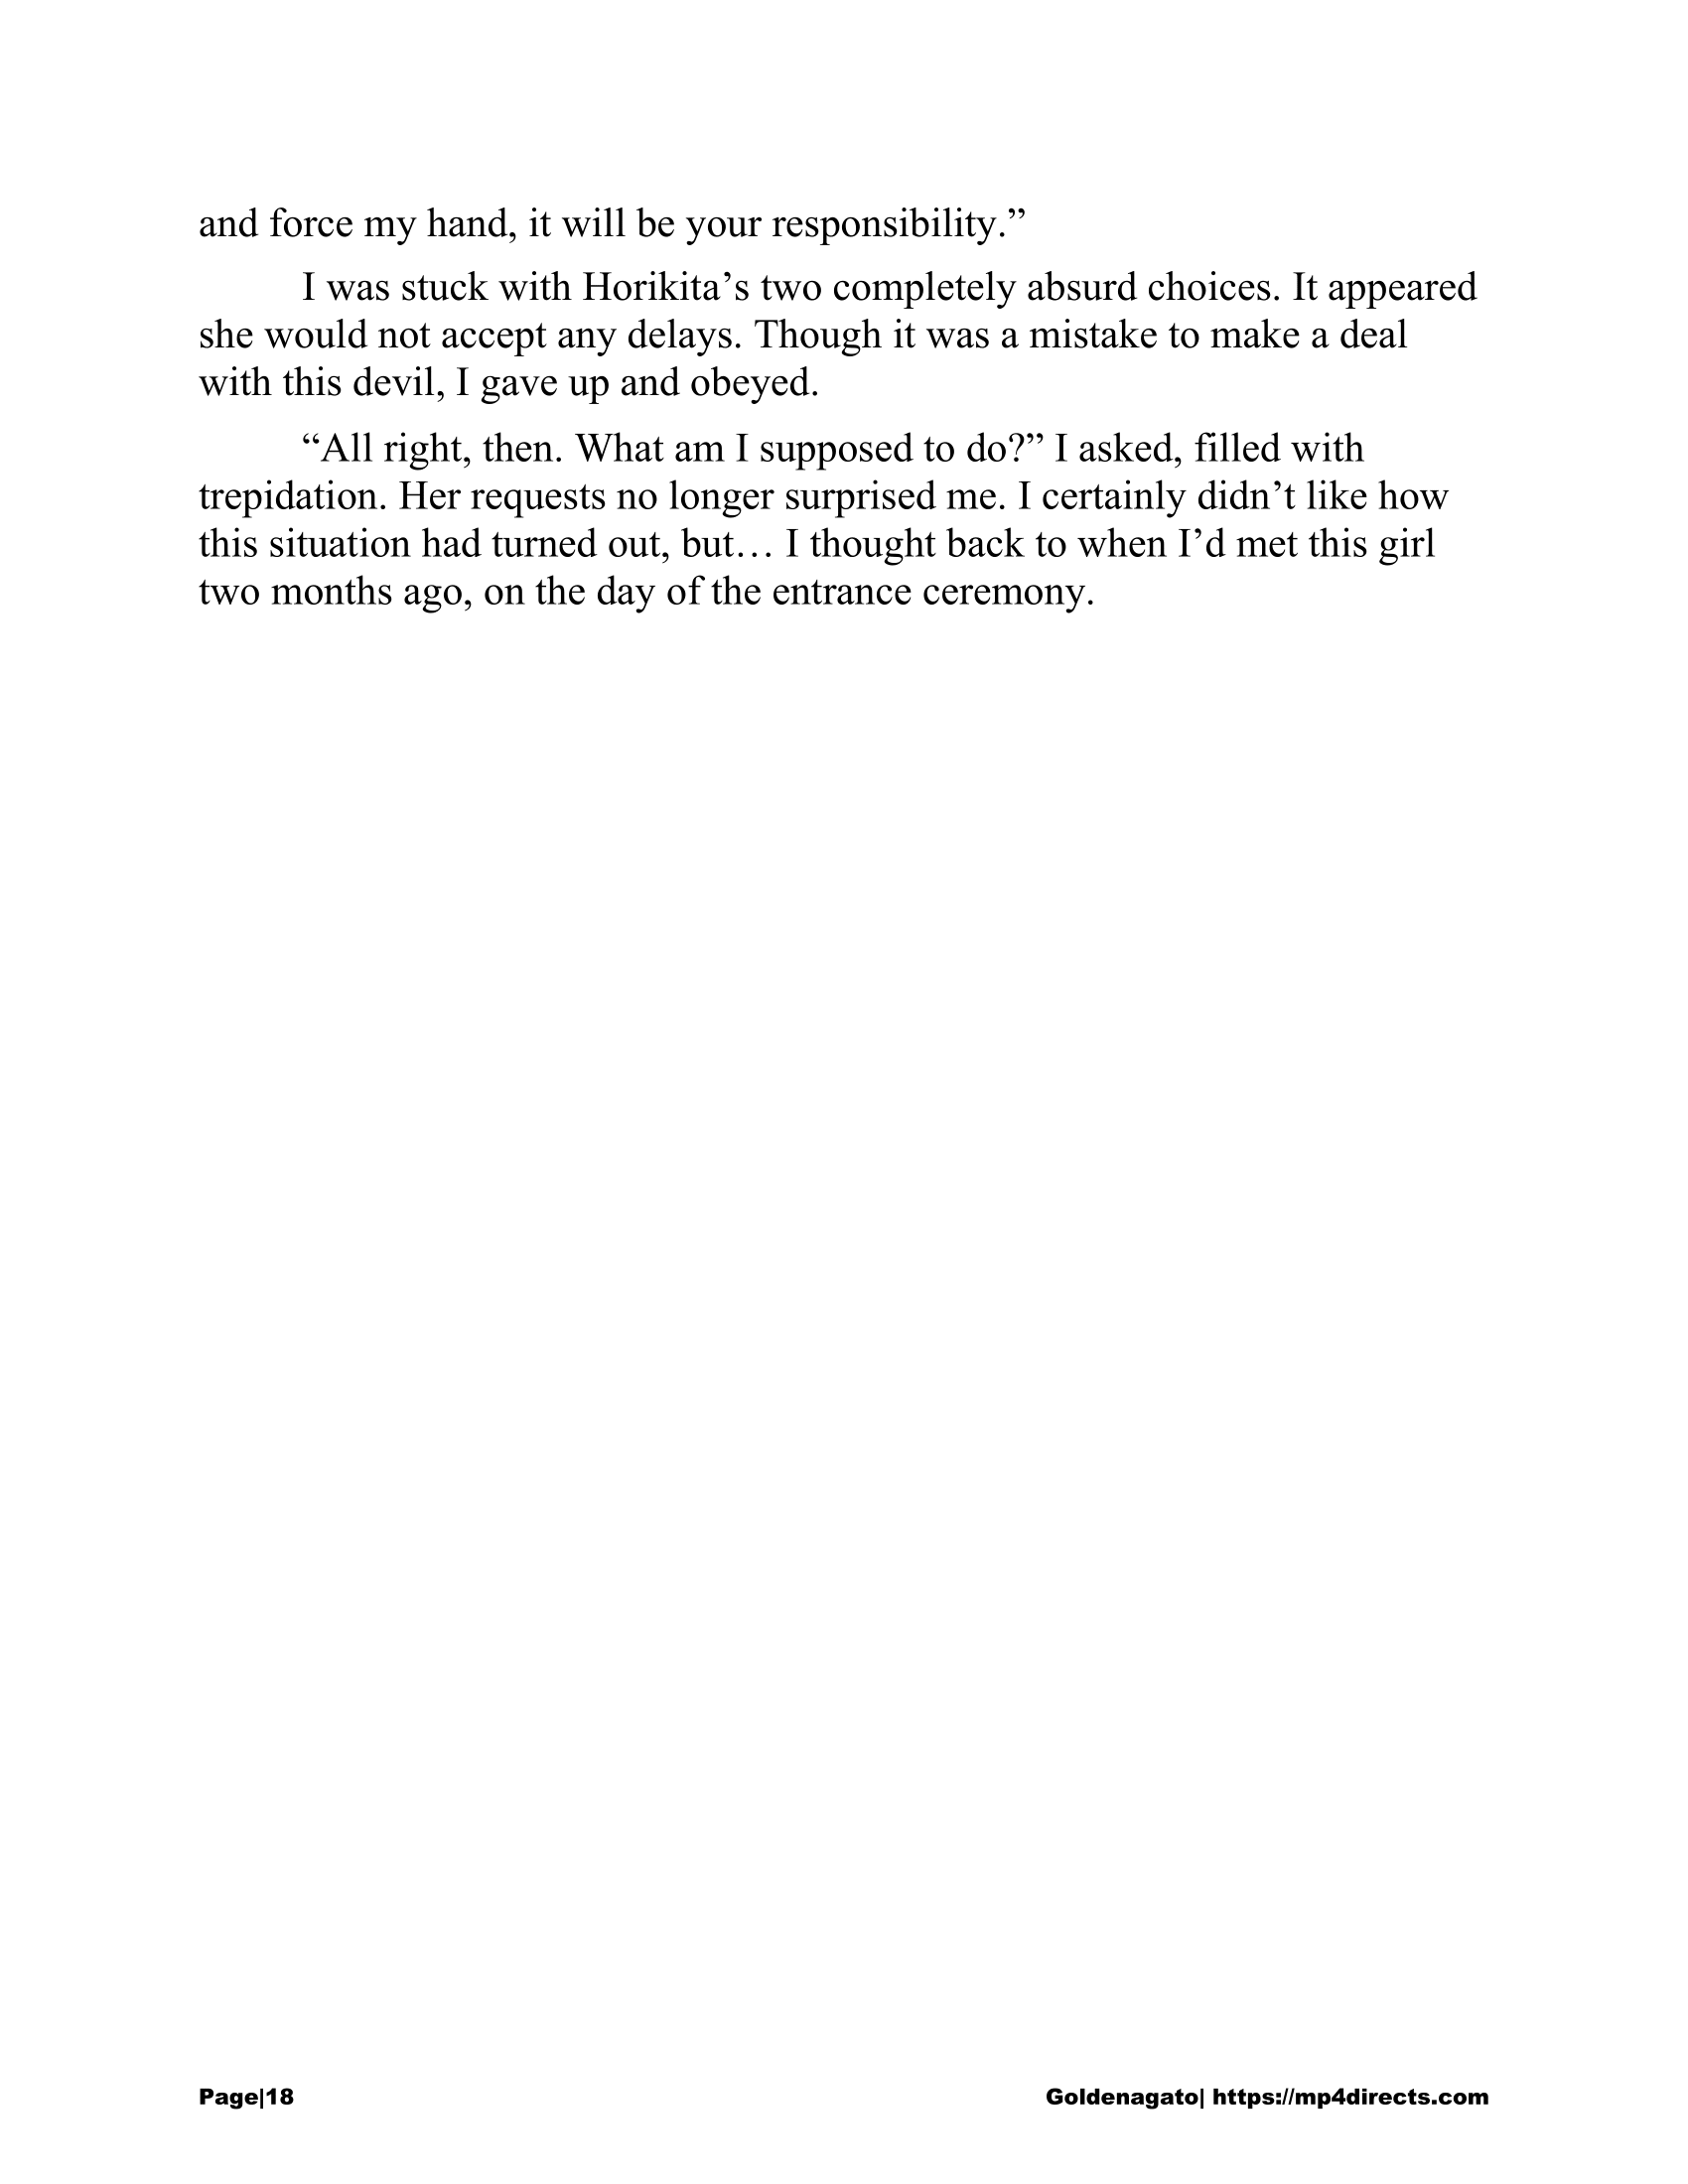 and force my hand, it will be your responsibility.”
I was stuck with Horikita’s two completely absurd choices. It appeared
she would not accept any delays. Though it was a mistake to make a deal
with this devil, I gave up and obeyed.
“All right, then. What am I supposed to do?” I asked, filled with
trepidation. Her requests no longer surprised me. I certainly didn’t like how
this situation had turned out, but… I thought back to when I’d met this girl
two months ago, on the day of the entrance ceremony.
Page|18 Goldenagato| https://mp4directs.com